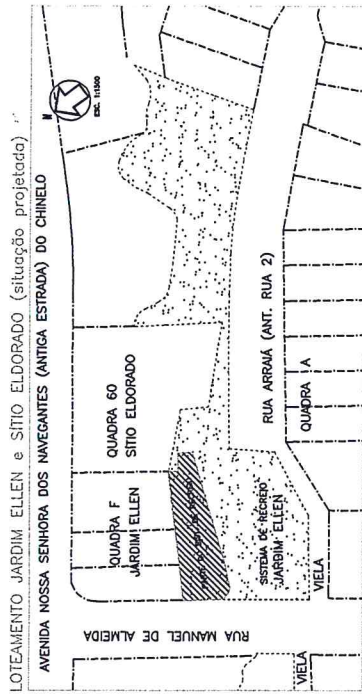 LOTEAMENTO JARDIM ELLEN e SÍTIO ELDORADO (situação projetada)
AVENIDA NOSSA SENHORA DOS NAVEGANTES (ANTIGA ESTRADA) DO CHINELO
N
ESC. 1:1500
QUADRA F
JARDIM ELLEN
QUADRA 60
SÍTIO ELDORADO
RUA MANUEL DE ALMEIDA
SISTEMA DE RECREIO
JARDIM ELLEN
RUA ARRAIÁ (ANT. RUA 2)
QUADRA A
VIELA
VIELA